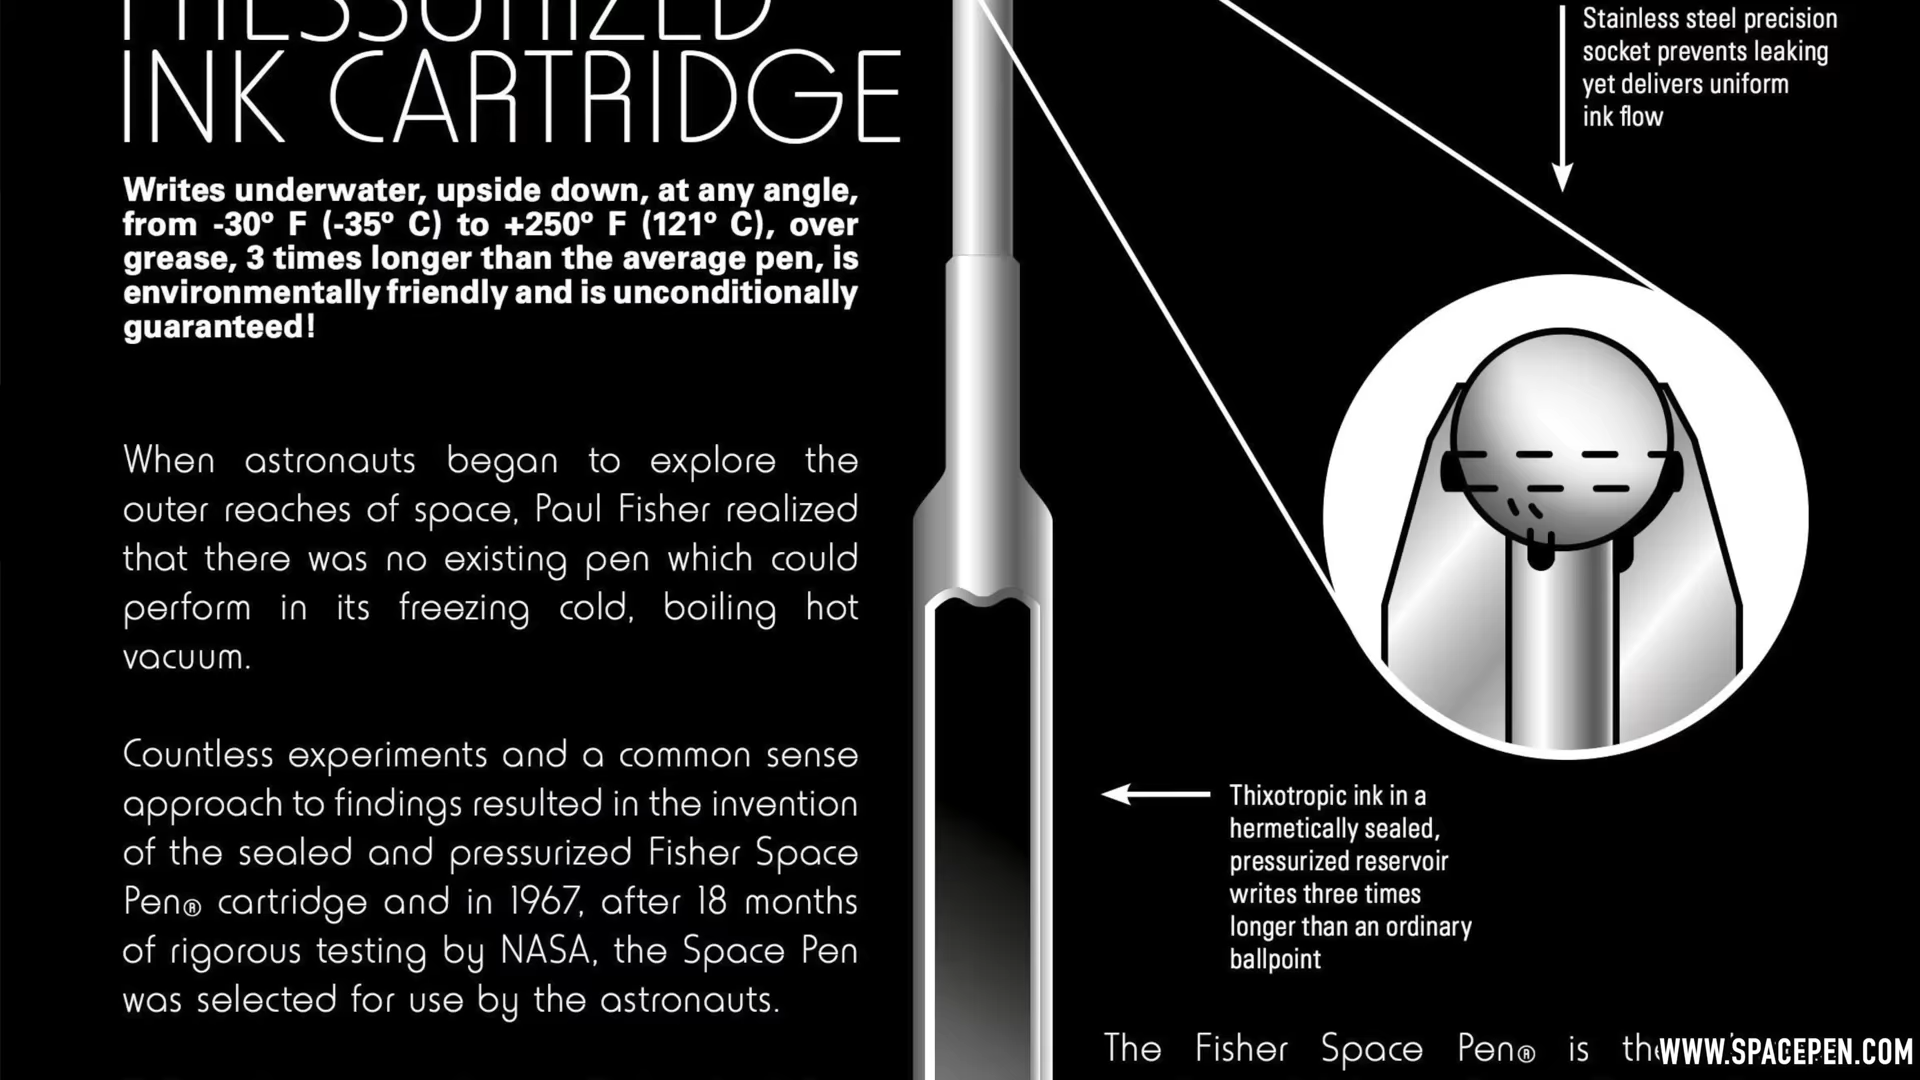 PRESSURIZED
INK CARTRIDGE
Writes underwater, upside down, at any angle,
from -30º F (-35º C) to +250º F (121º C), over
grease, 3 times longer than the average pen, is
environmentally friendly and is unconditionally
guaranteed!
When astronauts began to explore the
outer reaches of space, Paul Fisher realized
that there was no existing pen which could
perform in its freezing cold, boiling hot
vacuum.
Countless experiments and a common sense
approach to findings resulted in the invention
of the sealed and pressurized Fisher Space
Pen® cartridge and in 1967, after 18 months
of rigorous testing by NASA, the Space Pen
was selected for use by the astronauts.
Stainless steel precision
socket prevents leaking
yet delivers uniform
ink flow
Thixotropic ink in a
hermetically sealed,
pressurized reservoir
writes three times
longer than an ordinary
ballpoint
The Fisher Space Pen® is the
WWW.SPACEPEN.COM